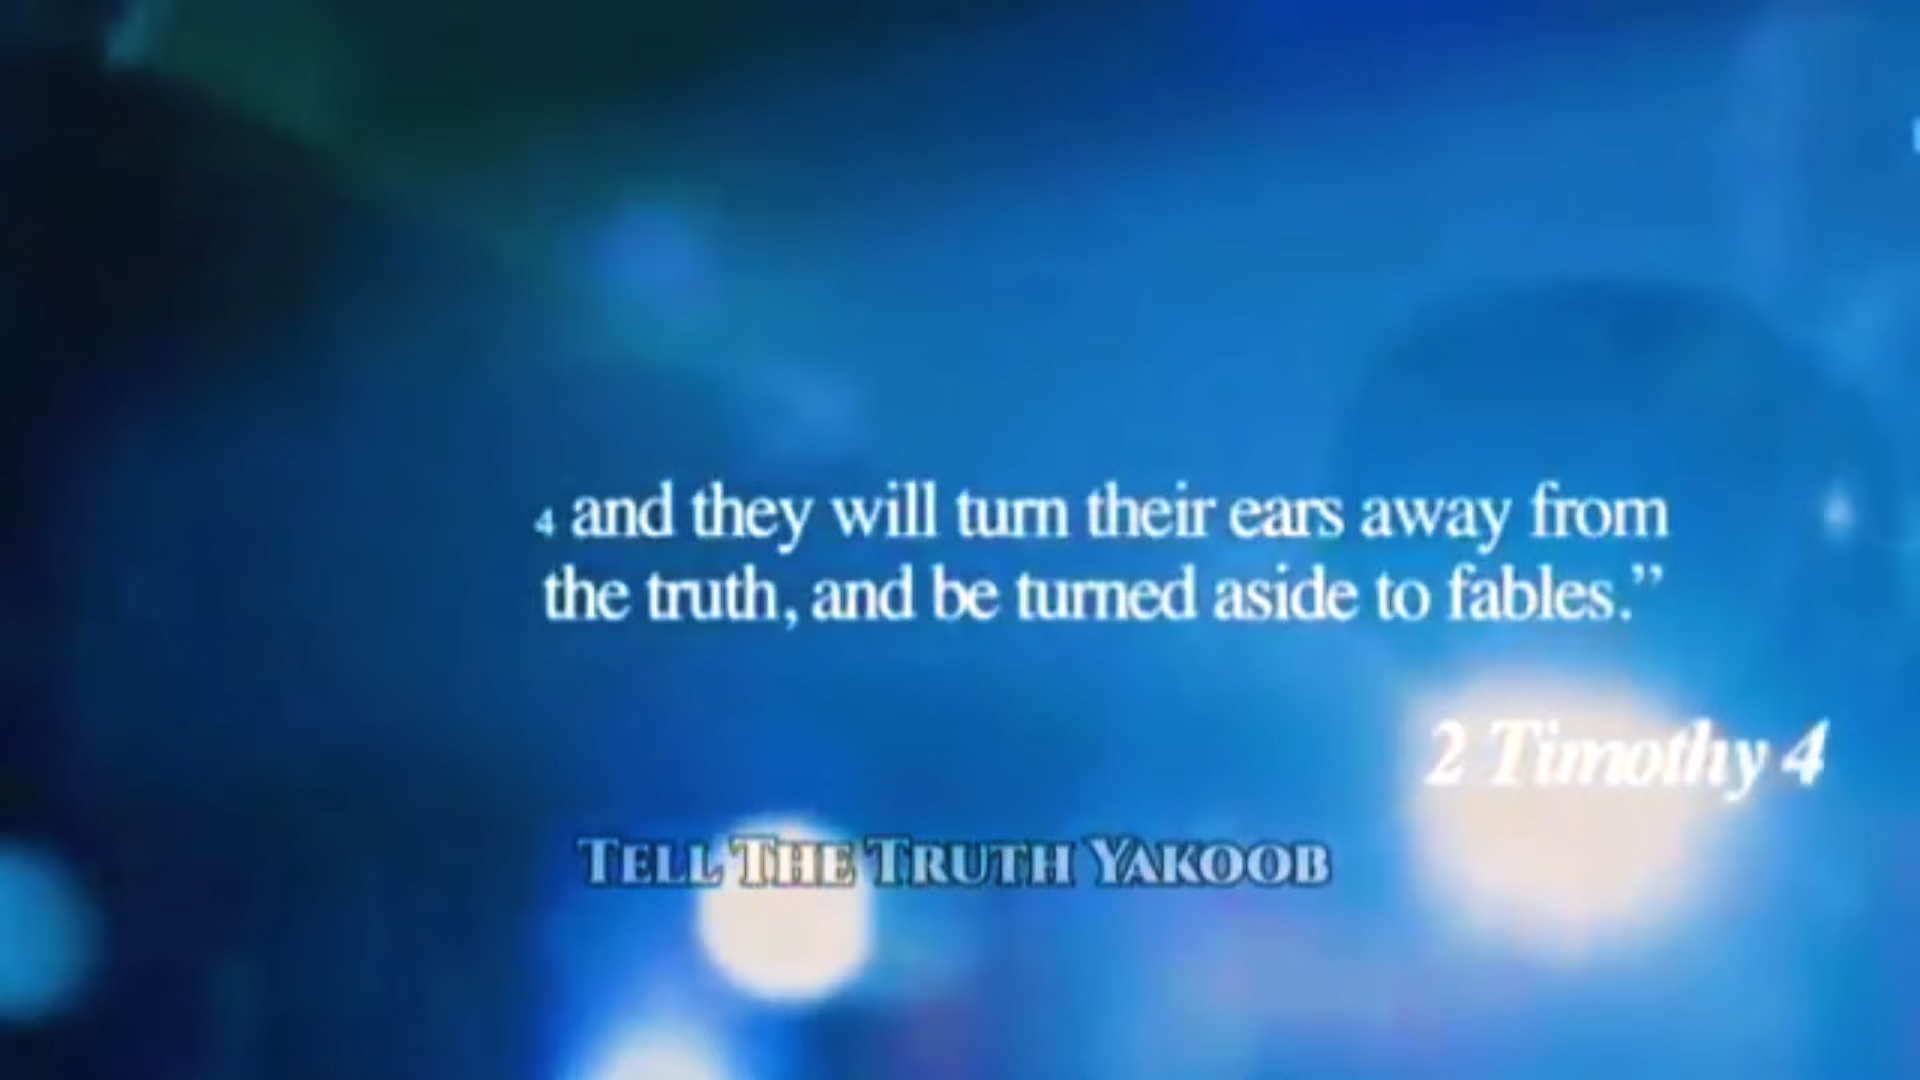 4 and they will turn their ears away from
the truth, and be turned aside to fables.”
2 Timothy 4
TELL THE TRUTH YAKOOB